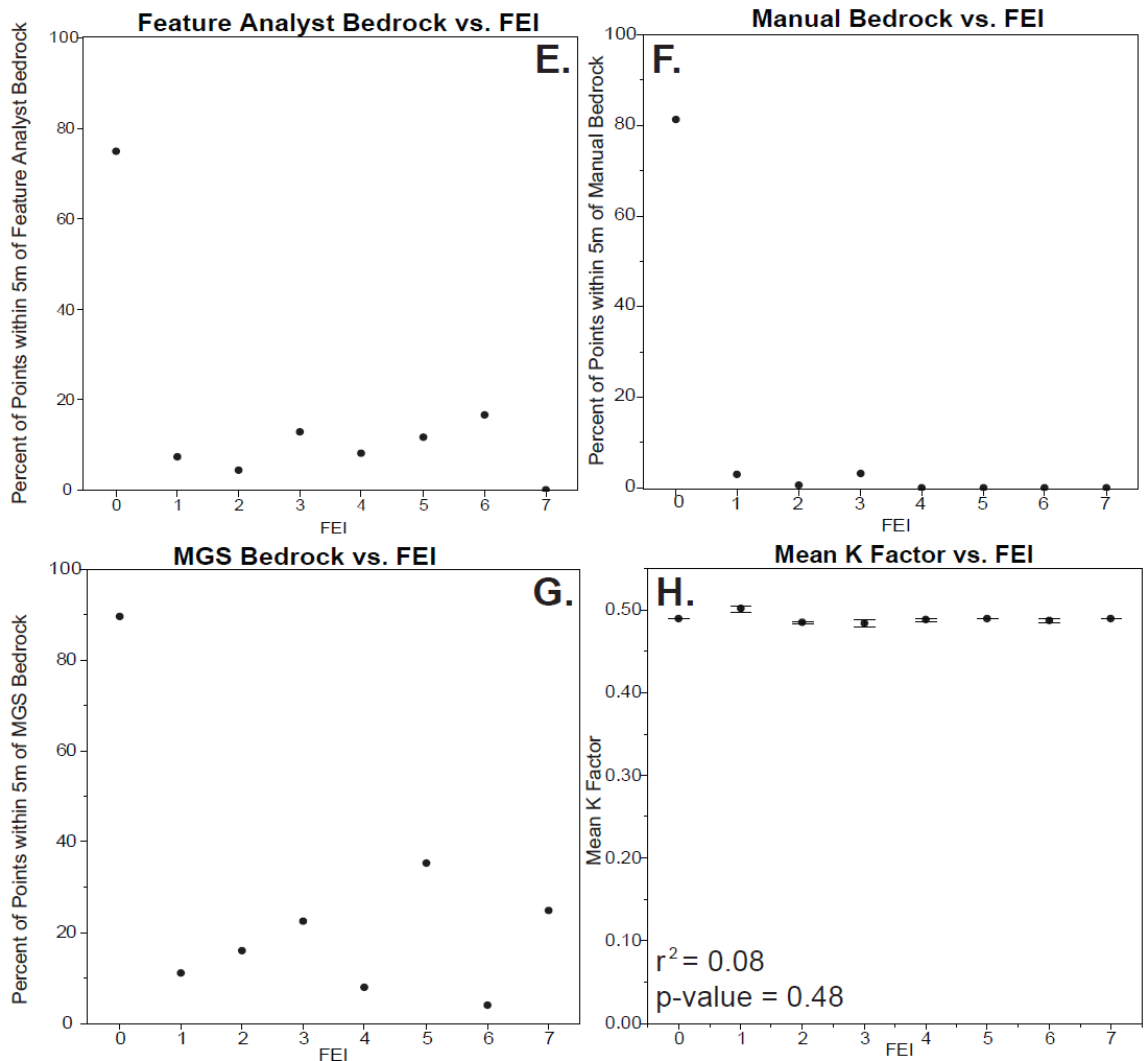 Feature Analyst Bedrock vs. FEI
E.
Percent of Points within 5m of Feature Analyst Bedrock
100
80
60
40
20
0
0 1 2 3 4 5 6 7
FEI
Manual Bedrock vs. FEI
F.
Percent of Points within 5m of Manual Bedrock
100
80
60
40
20
0
0 1 2 3 4 5 6 7
FEI
MGS Bedrock vs. FEI
G.
Percent of Points within 5m of MGS Bedrock
100
80
60
40
20
0
0 1 2 3 4 5 6 7
FEI
Mean K Factor vs. FEI
H.
Mean K Factor
0.50
0.40
0.30
0.20
0.10
0.00
r² = 0.08
p-value = 0.48
0 1 2 3 4 5 6 7
FEI